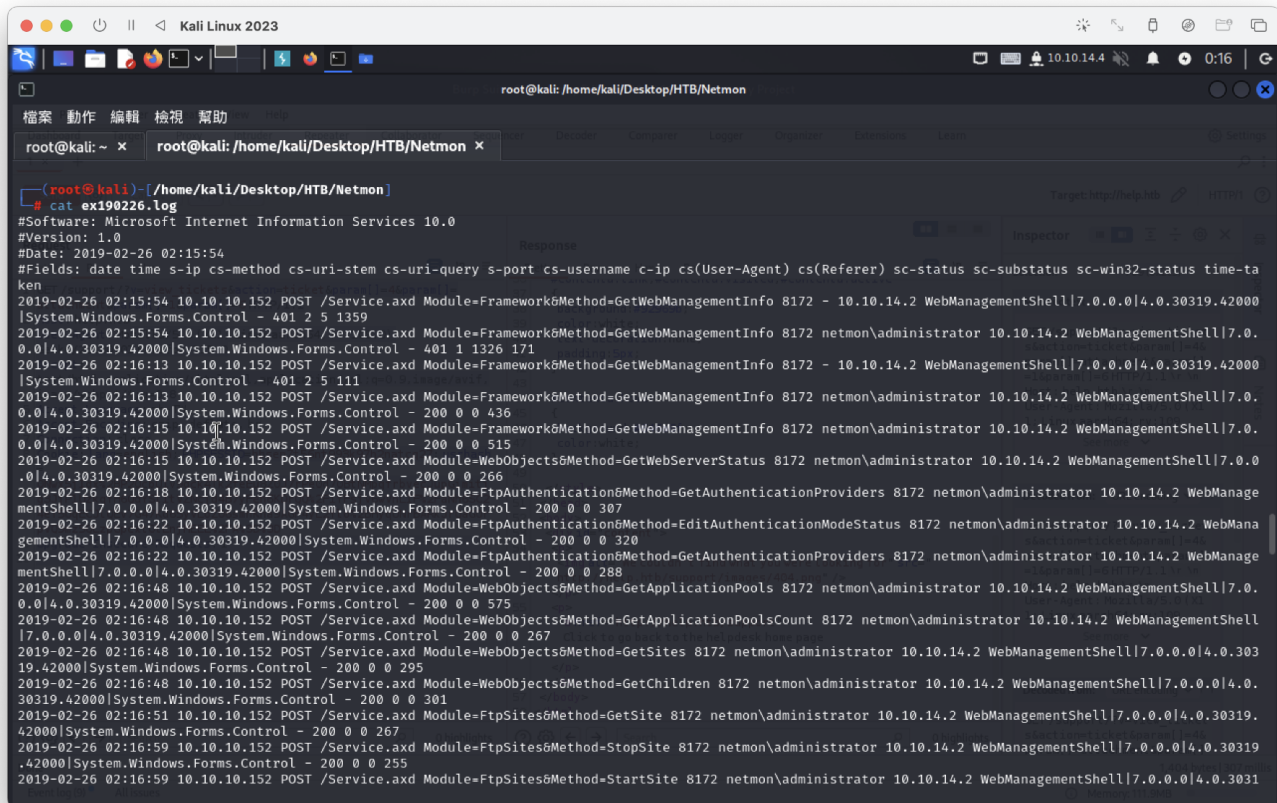 Kali Linux 2023
10.10.14.4
0:16
root@kali: /home/kali/Desktop/HTB/Netmon
檔案 動作 編輯 檢視 幫助
root@kali: ~ × root@kali: /home/kali/Desktop/HTB/Netmon ×
Decoder Comparer Logger Organizer Extensions Learn Settings
┌──(root㉿kali)-[/home/kali/Desktop/HTB/Netmon]
└─# cat ex190226.log
Target: http://help.htb
Response
Inspector
#Software: Microsoft Internet Information Services 10.0
#Version: 1.0
#Date: 2019-02-26 02:15:54
#Fields: date time s-ip cs-method cs-uri-stem cs-uri-query s-port cs-username c-ip cs(User-Agent) cs(Referer) sc-status sc-substatus sc-win32-status time-ta
ken
2019-02-26 02:15:54 10.10.10.152 POST /Service.axd Module=Framework&Method=GetWebManagementInfo 8172 - 10.10.14.2 WebManagementShell|7.0.0.0|4.0.30319.42000
|System.Windows.Forms.Control - 401 2 5 1359
2019-02-26 02:15:54 10.10.10.152 POST /Service.axd Module=Framework&Method=GetWebManagementInfo 8172 netmon\administrator 10.10.14.2 WebManagementShell|7.0.
0.0|4.0.30319.42000|System.Windows.Forms.Control - 401 1 1326 171
2019-02-26 02:16:13 10.10.10.152 POST /Service.axd Module=Framework&Method=GetWebManagementInfo 8172 - 10.10.14.2 WebManagementShell|7.0.0.0|4.0.30319.42000
|System.Windows.Forms.Control - 401 2 5 111
2019-02-26 02:16:13 10.10.10.152 POST /Service.axd Module=Framework&Method=GetWebManagementInfo 8172 netmon\administrator 10.10.14.2 WebManagementShell|7.0.
0.0|4.0.30319.42000|System.Windows.Forms.Control - 200 0 0 436
2019-02-26 02:16:15 10.10.10.152 POST /Service.axd Module=Framework&Method=GetWebManagementInfo 8172 netmon\administrator 10.10.14.2 WebManagementShell|7.0.
0.0|4.0.30319.42000|System.Windows.Forms.Control - 200 0 0 515
2019-02-26 02:16:15 10.10.10.152 POST /Service.axd Module=WebObjects&Method=GetWebServerStatus 8172 netmon\administrator 10.10.14.2 WebManagementShell|7.0.0
.0|4.0.30319.42000|System.Windows.Forms.Control - 200 0 0 266
2019-02-26 02:16:18 10.10.10.152 POST /Service.axd Module=FtpAuthentication&Method=GetAuthenticationProviders 8172 netmon\administrator 10.10.14.2 WebManage
mentShell|7.0.0.0|4.0.30319.42000|System.Windows.Forms.Control - 200 0 0 307
2019-02-26 02:16:22 10.10.10.152 POST /Service.axd Module=FtpAuthentication&Method=EditAuthenticationModeStatus 8172 netmon\administrator 10.10.14.2 WebMana
gementShell|7.0.0.0|4.0.30319.42000|System.Windows.Forms.Control - 200 0 0 320
2019-02-26 02:16:22 10.10.10.152 POST /Service.axd Module=FtpAuthentication&Method=GetAuthenticationProviders 8172 netmon\administrator 10.10.14.2 WebManage
mentShell|7.0.0.0|4.0.30319.42000|System.Windows.Forms.Control - 200 0 0 288
2019-02-26 02:16:48 10.10.10.152 POST /Service.axd Module=WebObjects&Method=GetApplicationPools 8172 netmon\administrator 10.10.14.2 WebManagementShell|7.0.
0.0|4.0.30319.42000|System.Windows.Forms.Control - 200 0 0 575
2019-02-26 02:16:48 10.10.10.152 POST /Service.axd Module=WebObjects&Method=GetApplicationPoolsCount 8172 netmon\administrator 10.10.14.2 WebManagementShell
|7.0.0.0|4.0.30319.42000|System.Windows.Forms.Control - 200 0 0 267
2019-02-26 02:16:48 10.10.10.152 POST /Service.axd Module=WebObjects&Method=GetSites 8172 netmon\administrator 10.10.14.2 WebManagementShell|7.0.0.0|4.0.303
19.42000|System.Windows.Forms.Control - 200 0 0 295
2019-02-26 02:16:48 10.10.10.152 POST /Service.axd Module=WebObjects&Method=GetChildren 8172 netmon\administrator 10.10.14.2 WebManagementShell|7.0.0.0|4.0.
30319.42000|System.Windows.Forms.Control - 200 0 0 301
2019-02-26 02:16:51 10.10.10.152 POST /Service.axd Module=FtpSites&Method=GetSite 8172 netmon\administrator 10.10.14.2 WebManagementShell|7.0.0.0|4.0.30319.
42000|System.Windows.Forms.Control - 200 0 0 267
2019-02-26 02:16:59 10.10.10.152 POST /Service.axd Module=FtpSites&Method=StopSite 8172 netmon\administrator 10.10.14.2 WebManagementShell|7.0.0.0|4.0.30319
.42000|System.Windows.Forms.Control - 200 0 0 255
2019-02-26 02:16:59 10.10.10.152 POST /Service.axd Module=FtpSites&Method=StartSite 8172 netmon\administrator 10.10.14.2 WebManagementShell|7.0.0.0|4.0.3031